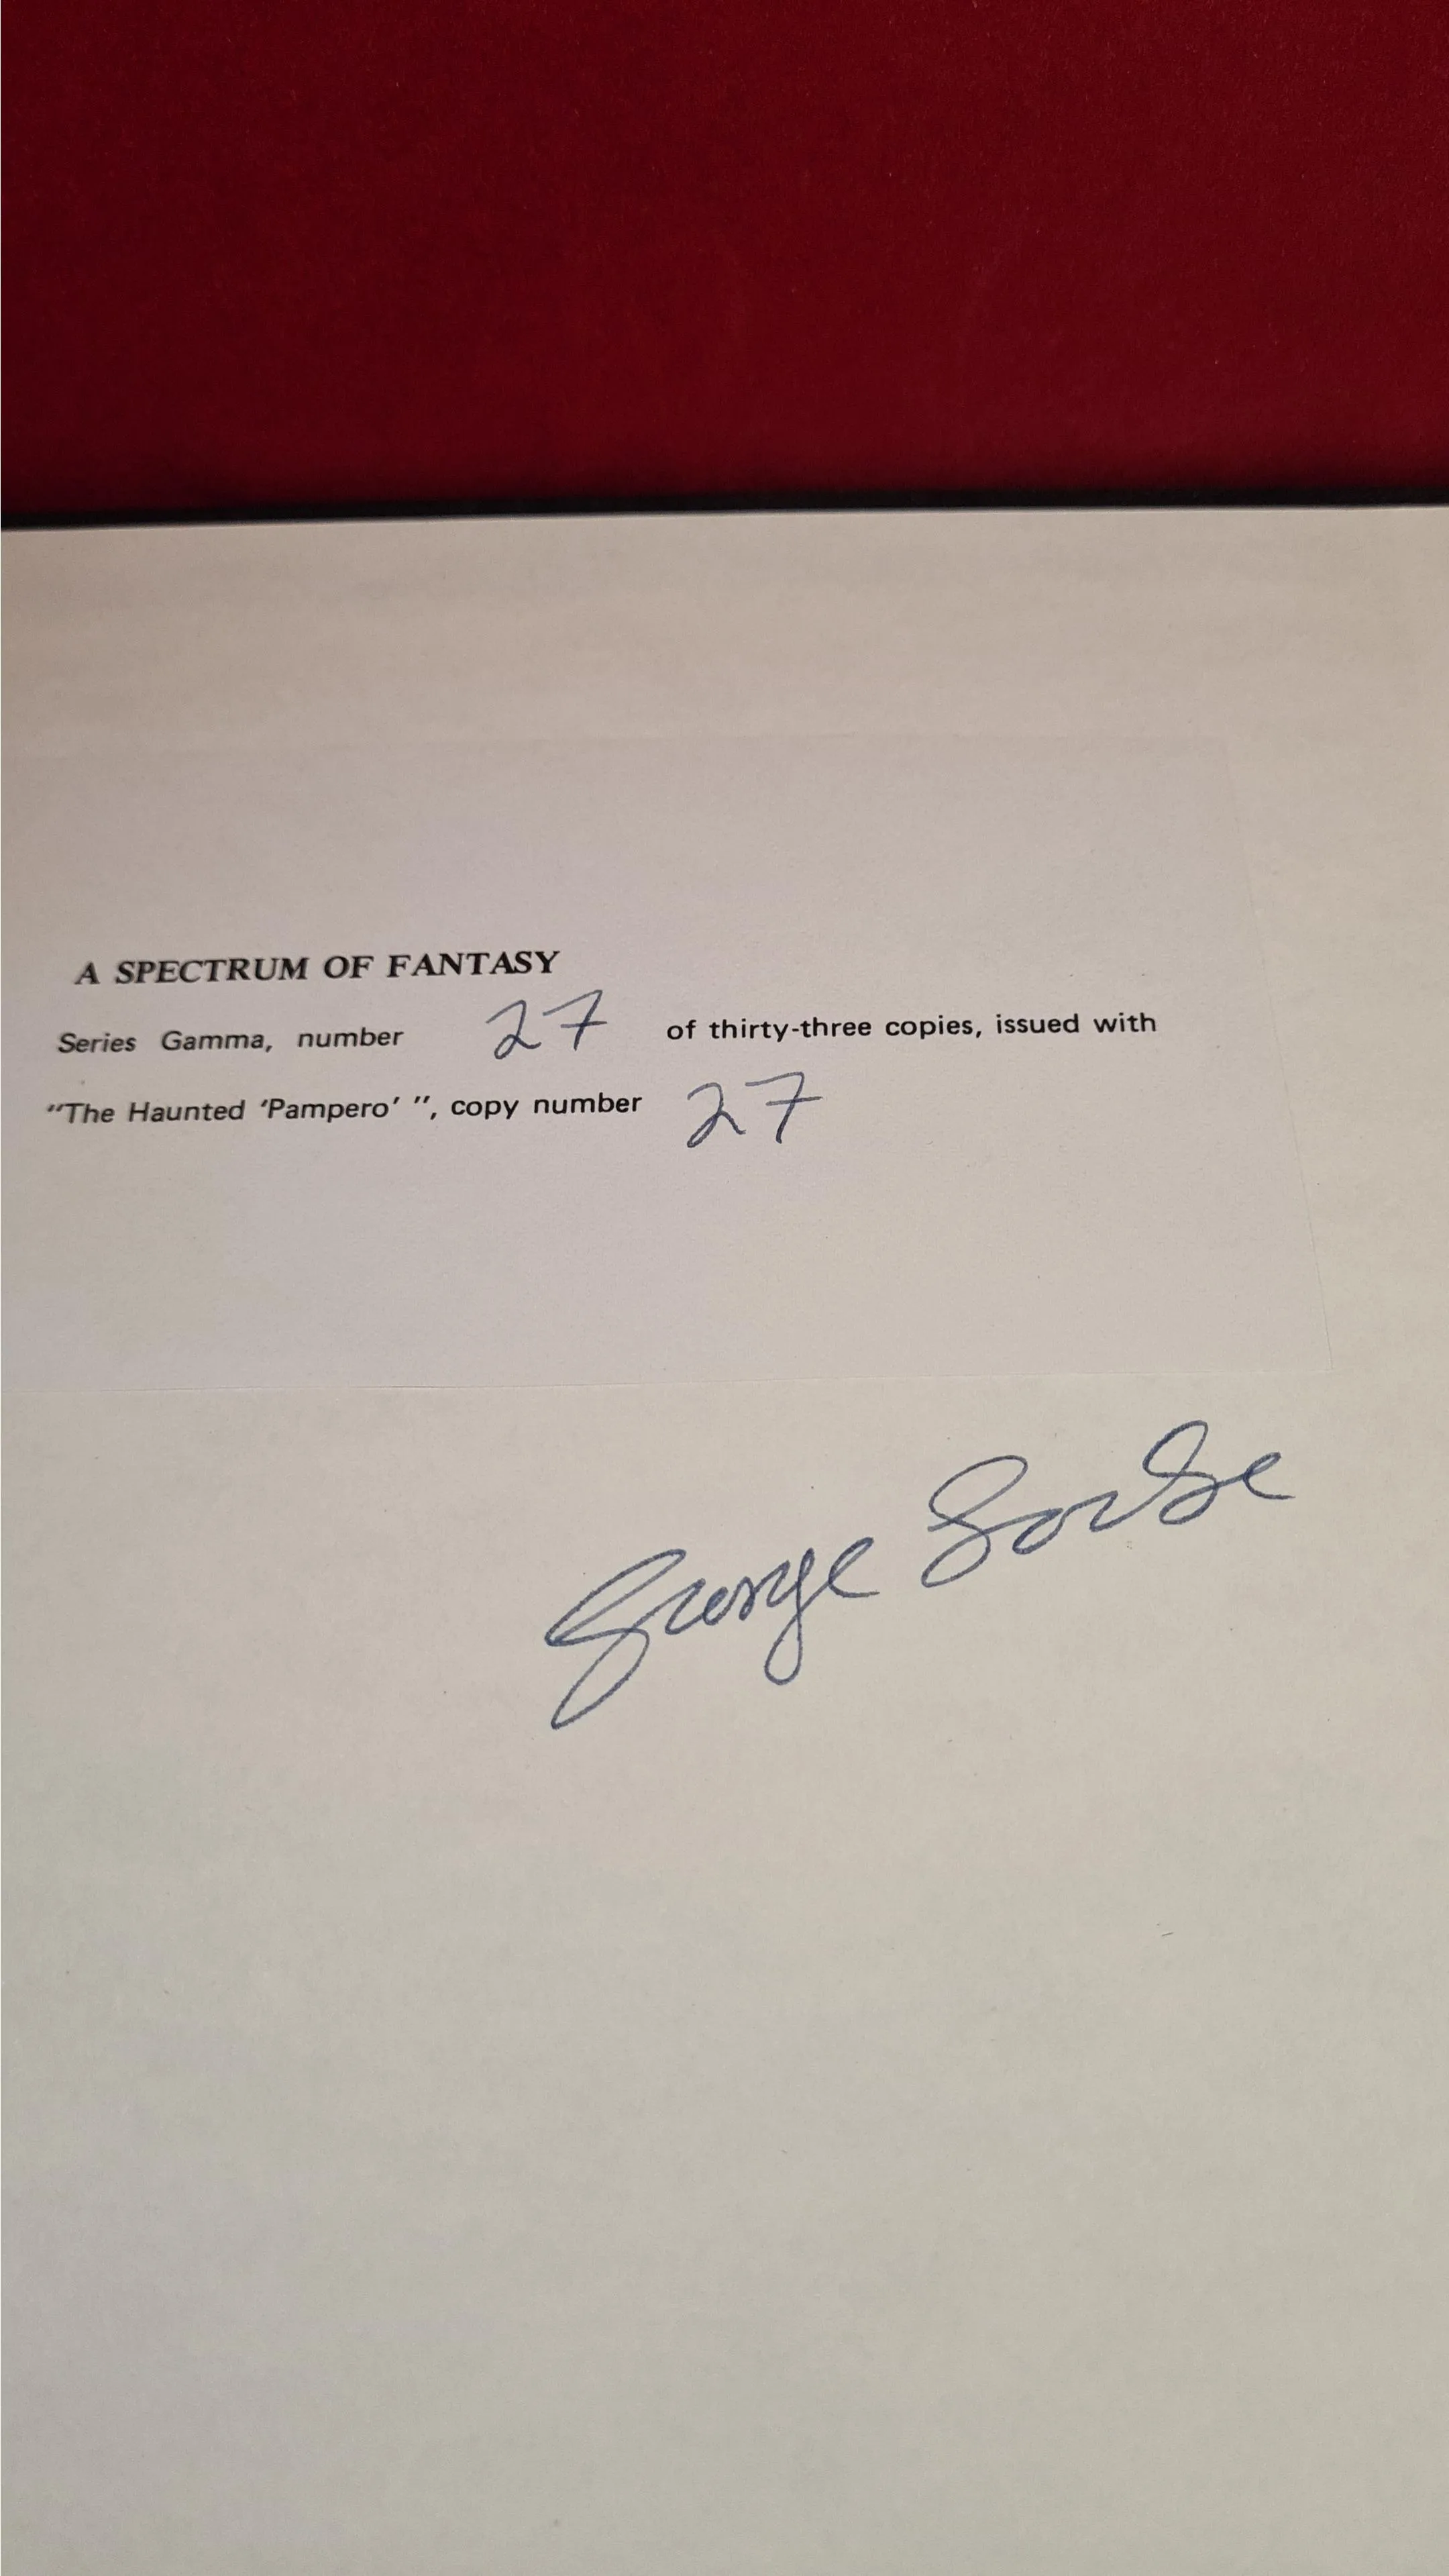 A SPECTRUM OF FANTASY
Series Gamma, number 27 of thirty-three copies, issued with
"The Haunted 'Pampero' ", copy number 27
George Locke